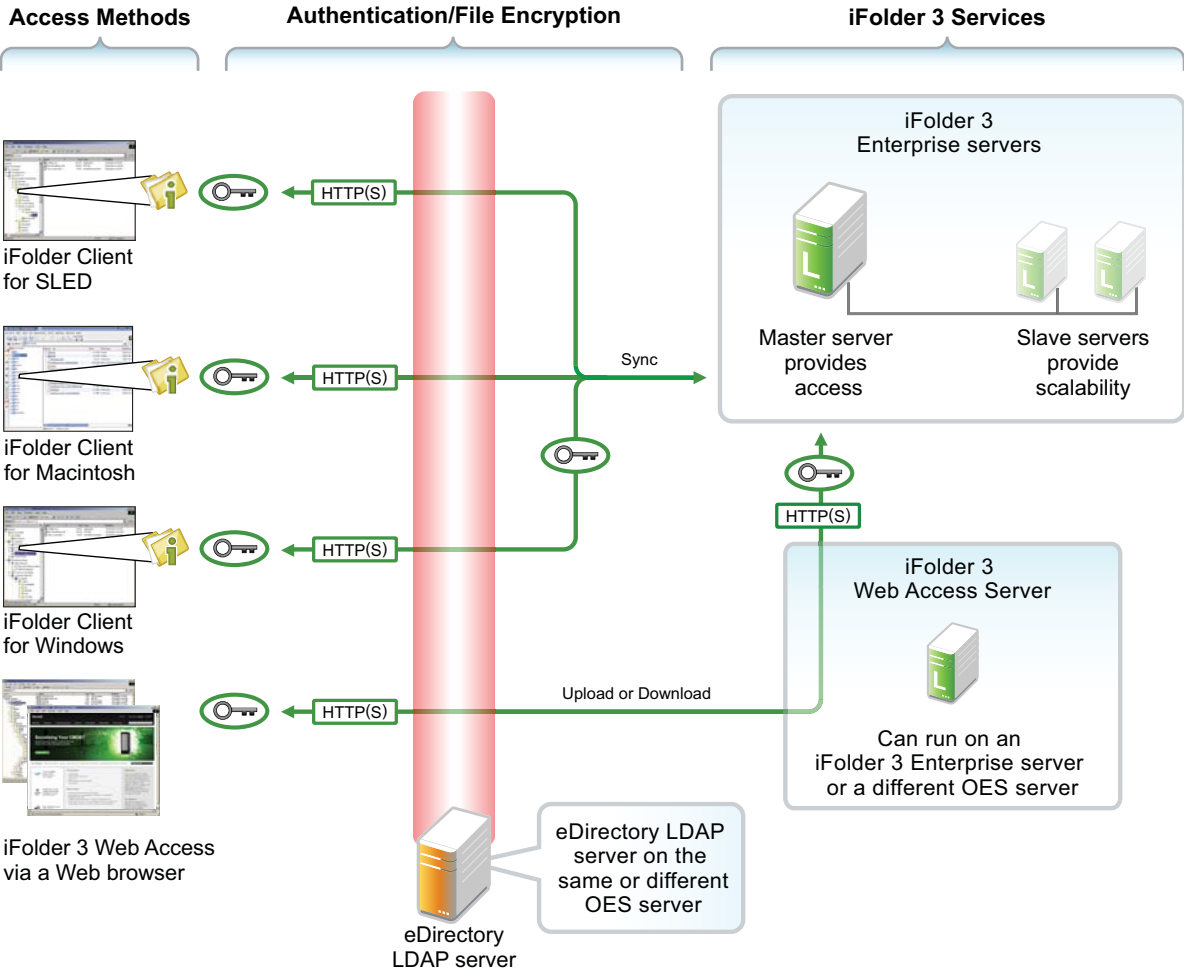 Access Methods
Authentication/File Encryption
iFolder 3 Services
iFolder Client
for SLED
HTTP(S)
iFolder Client
for Macintosh
HTTP(S)
iFolder Client
for Windows
HTTP(S)
iFolder 3 Web Access
via a Web browser
HTTP(S)
Sync
Upload or Download
eDirectory
LDAP server
eDirectory LDAP
server on the
same or different
OES server
iFolder 3
Enterprise servers
L
L
L
Master server
provides
access
Slave servers
provide
scalability
HTTP(S)
iFolder 3
Web Access Server
L
Can run on an
iFolder 3 Enterprise server
or a different OES server